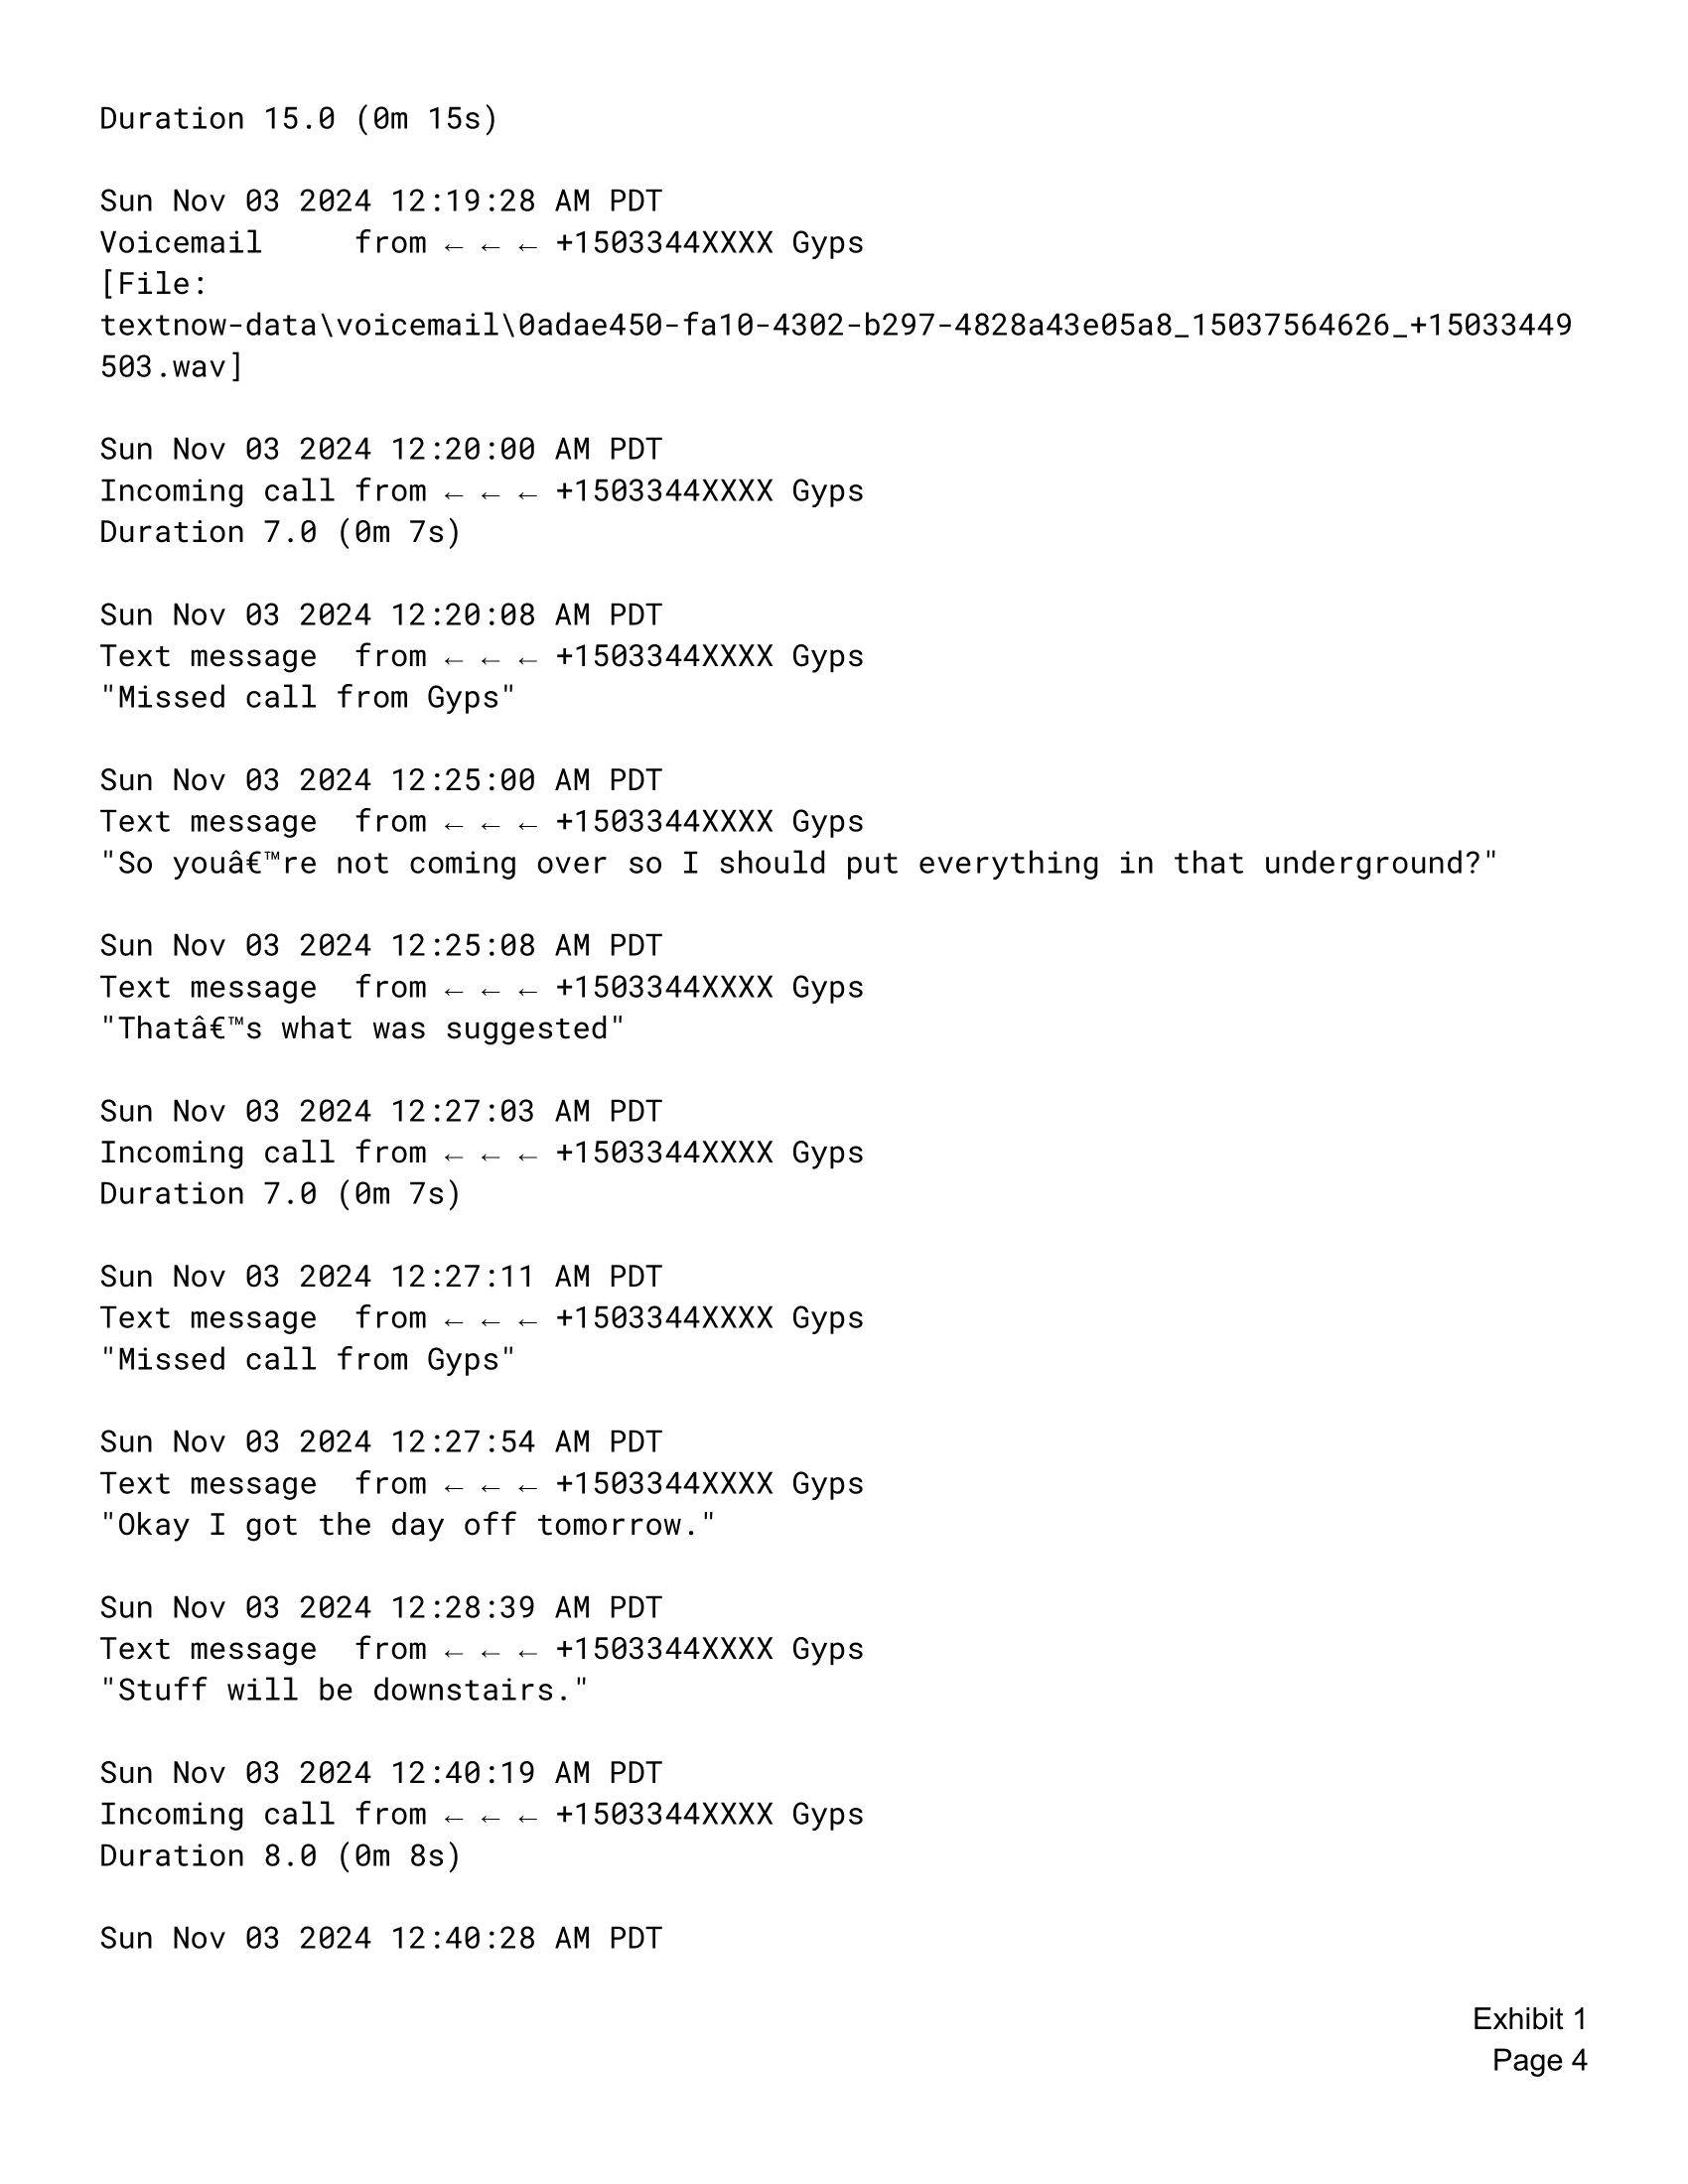 Duration 15.0 (0m 15s)
Sun Nov 03 2024 12:19:28 AM PDT
Voicemail     from ← ← ← +1503344XXXX Gyps
[File:
textnow-data\voicemail\0adae450-fa10-4302-b297-4828a43e05a8_15037564626_+15033449
503.wav]
Sun Nov 03 2024 12:20:00 AM PDT
Incoming call from ← ← ← +1503344XXXX Gyps
Duration 7.0 (0m 7s)
Sun Nov 03 2024 12:20:08 AM PDT
Text message  from ← ← ← +1503344XXXX Gyps
"Missed call from Gyps"
Sun Nov 03 2024 12:25:00 AM PDT
Text message  from ← ← ← +1503344XXXX Gyps
"So youâ€™re not coming over so I should put everything in that underground?"
Sun Nov 03 2024 12:25:08 AM PDT
Text message  from ← ← ← +1503344XXXX Gyps
"Thatâ€™s what was suggested"
Sun Nov 03 2024 12:27:03 AM PDT
Incoming call from ← ← ← +1503344XXXX Gyps
Duration 7.0 (0m 7s)
Sun Nov 03 2024 12:27:11 AM PDT
Text message  from ← ← ← +1503344XXXX Gyps
"Missed call from Gyps"
Sun Nov 03 2024 12:27:54 AM PDT
Text message  from ← ← ← +1503344XXXX Gyps
"Okay I got the day off tomorrow."
Sun Nov 03 2024 12:28:39 AM PDT
Text message  from ← ← ← +1503344XXXX Gyps
"Stuff will be downstairs."
Sun Nov 03 2024 12:40:19 AM PDT
Incoming call from ← ← ← +1503344XXXX Gyps
Duration 8.0 (0m 8s)
Sun Nov 03 2024 12:40:28 AM PDT
Exhibit 1
Page 4